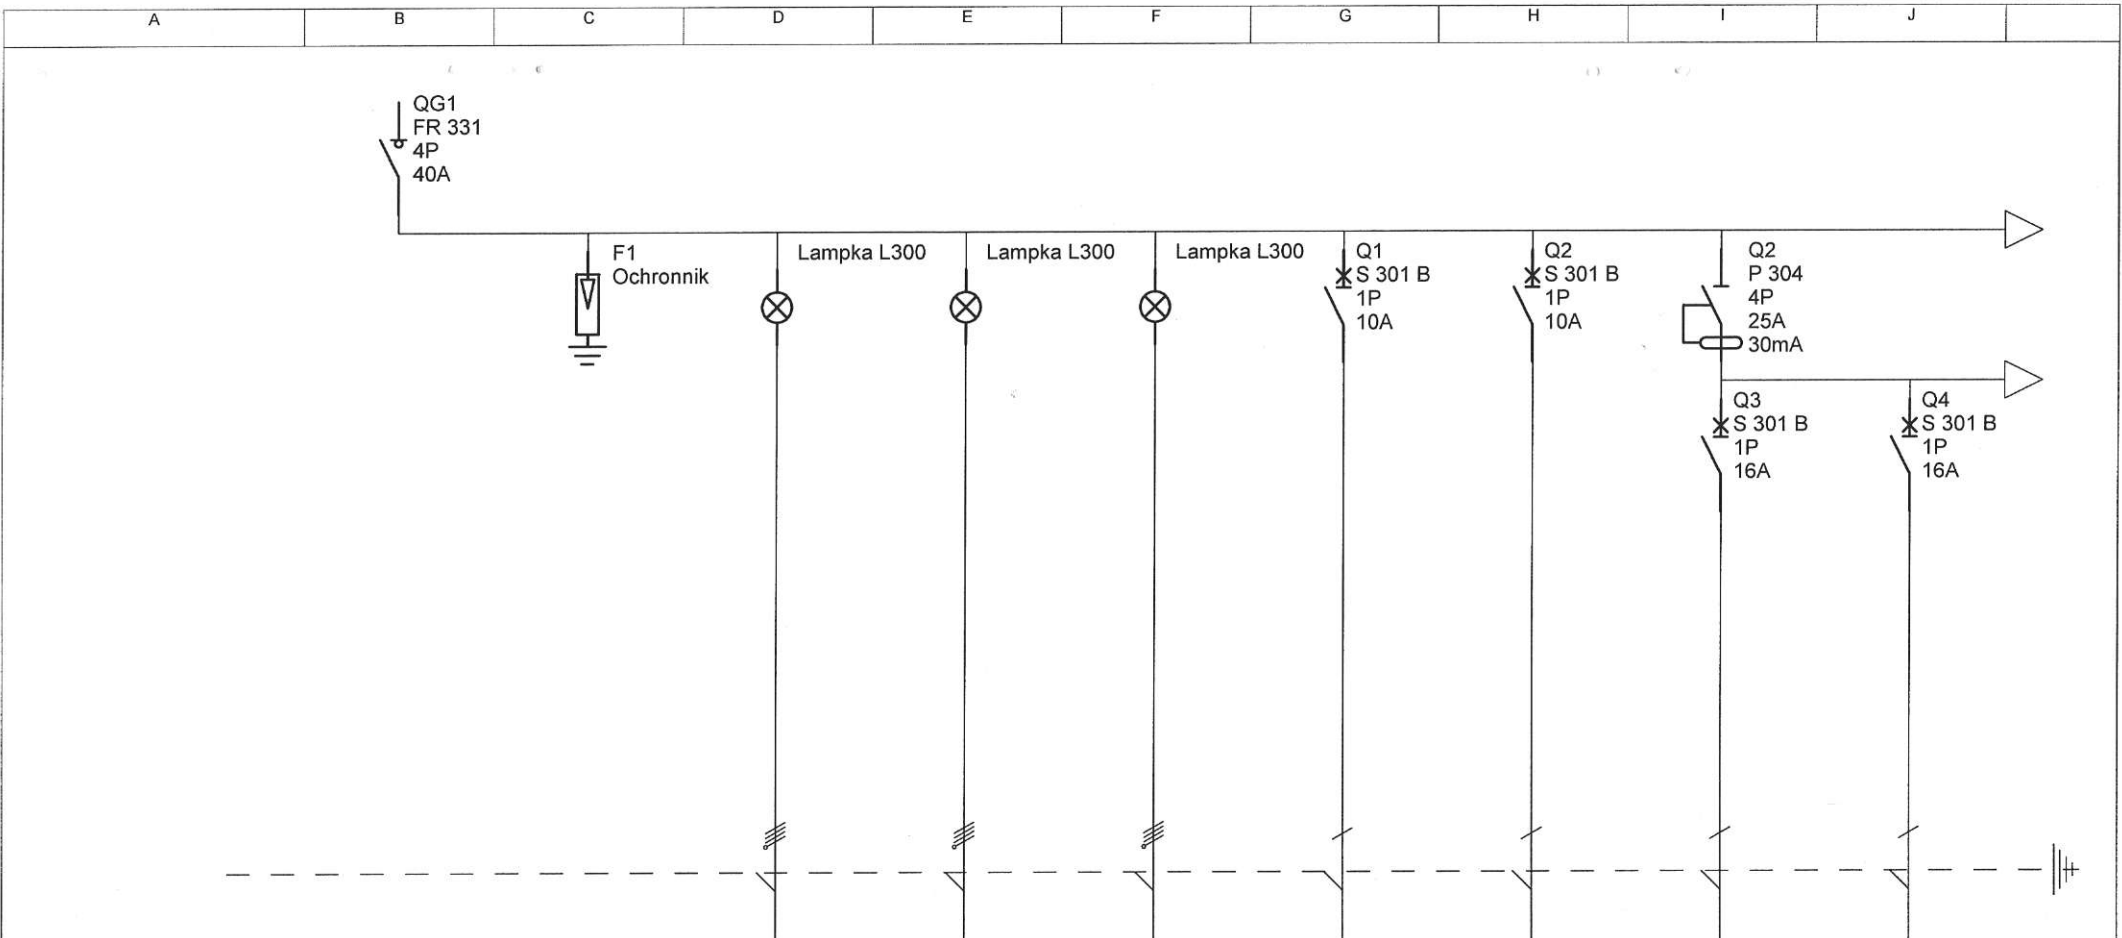 A
B
C
D
E
F
G
H
I
J
QG1
FR 331
4P
40A
F1
Ochronnik
Lampka L300
Lampka L300
Lampka L300
Q1
S 301 B
1P
10A
Q2
S 301 B
1P
10A
Q2
P 304
4P
25A
30mA
Q3
S 301 B
1P
16A
Q4
S 301 B
1P
16A